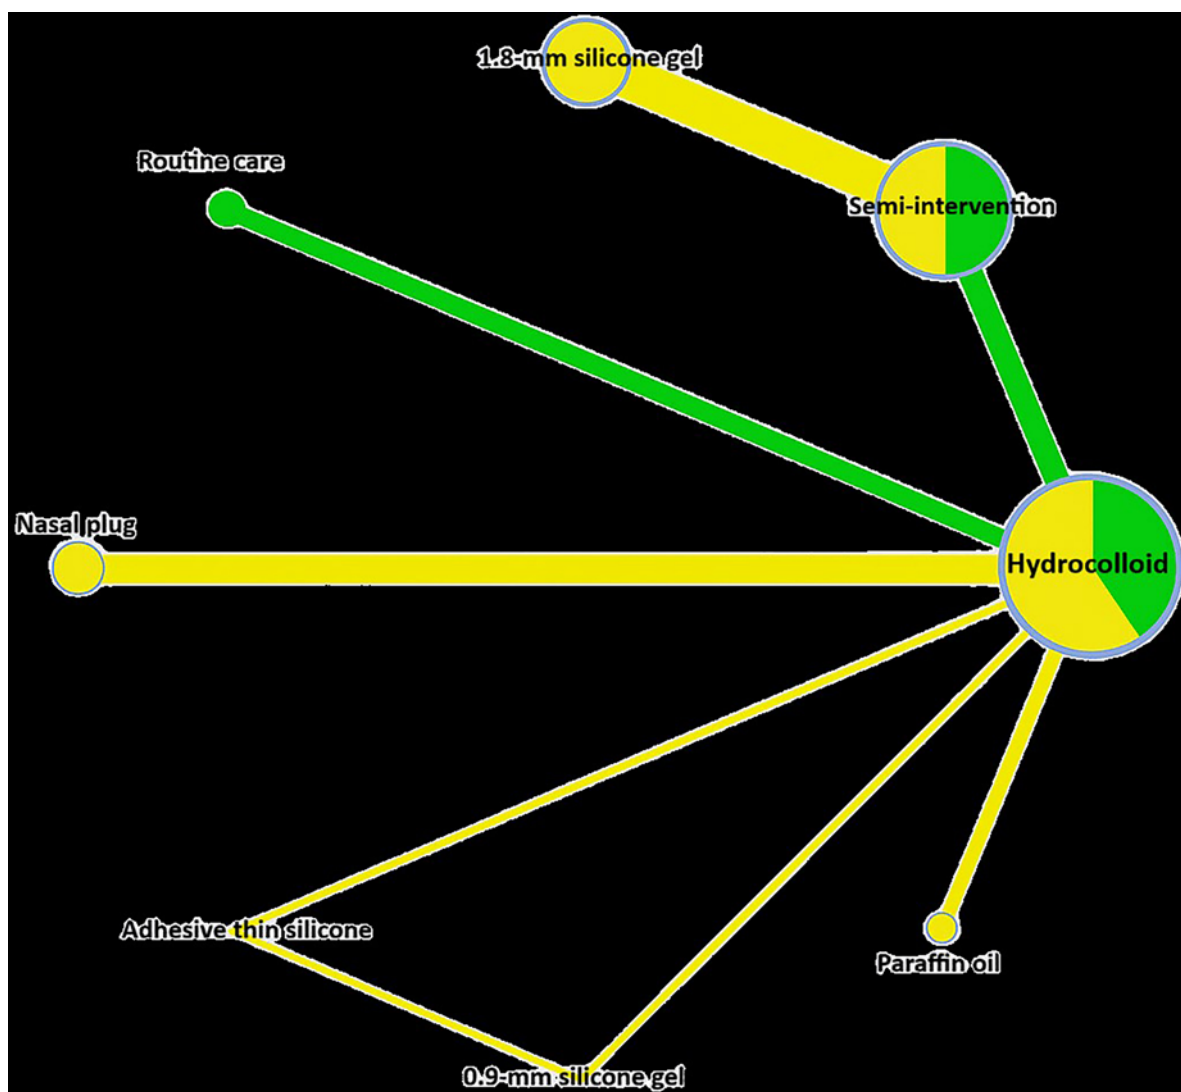 1.8-mm silicone gel
Routine care
Semi-intervention
Nasal plug
Hydrocolloid
Adhesive thin silicone
Paraffin oil
0.9-mm silicone gel